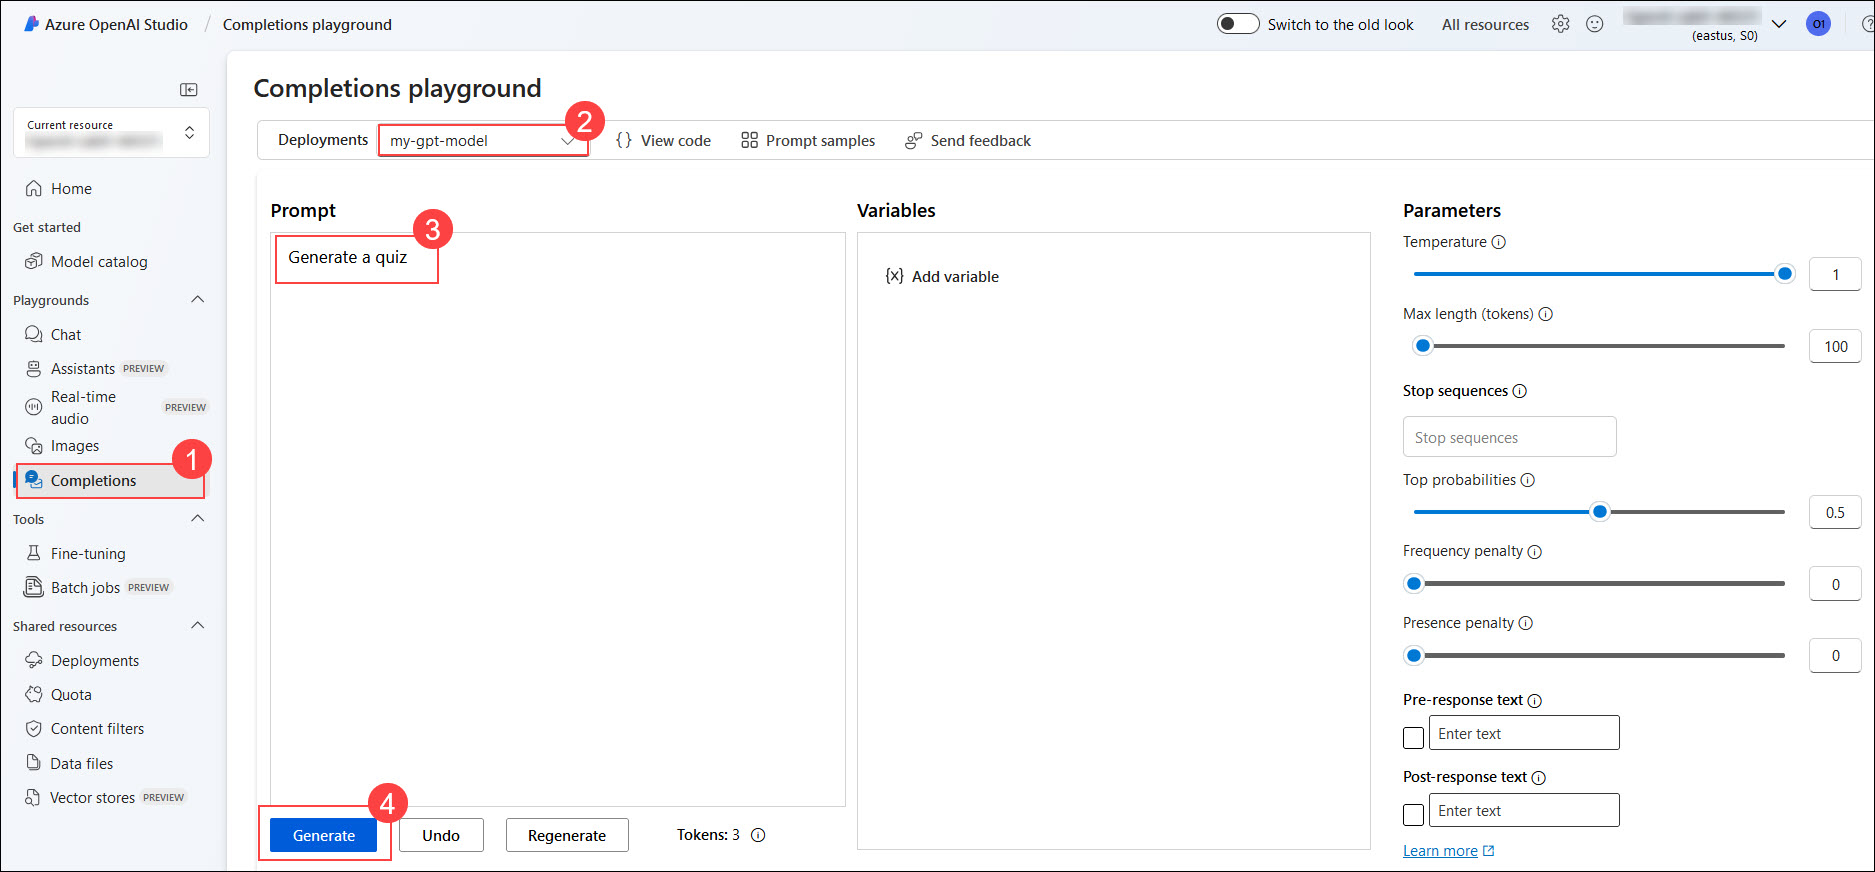 Azure OpenAI Studio / Completions playground
Switch to the old look
All resources
(eastus, S0)
O1
Current resource
Home
Get started
Model catalog
Playgrounds
Chat
Assistants PREVIEW
Real-time audio PREVIEW
Images
1
Completions
Tools
Fine-tuning
Batch jobs PREVIEW
Shared resources
Deployments
Quota
Content filters
Data files
Vector stores PREVIEW
Completions playground
Deployments my-gpt-model
2
{} View code
Prompt samples
Send feedback
Prompt
3
Generate a quiz
4
Generate
Undo
Regenerate
Tokens: 3
Variables
{x} Add variable
Parameters
Temperature
1
Max length (tokens)
100
Stop sequences
Stop sequences
Top probabilities
0.5
Frequency penalty
0
Presence penalty
0
Pre-response text
Enter text
Post-response text
Enter text
Learn more